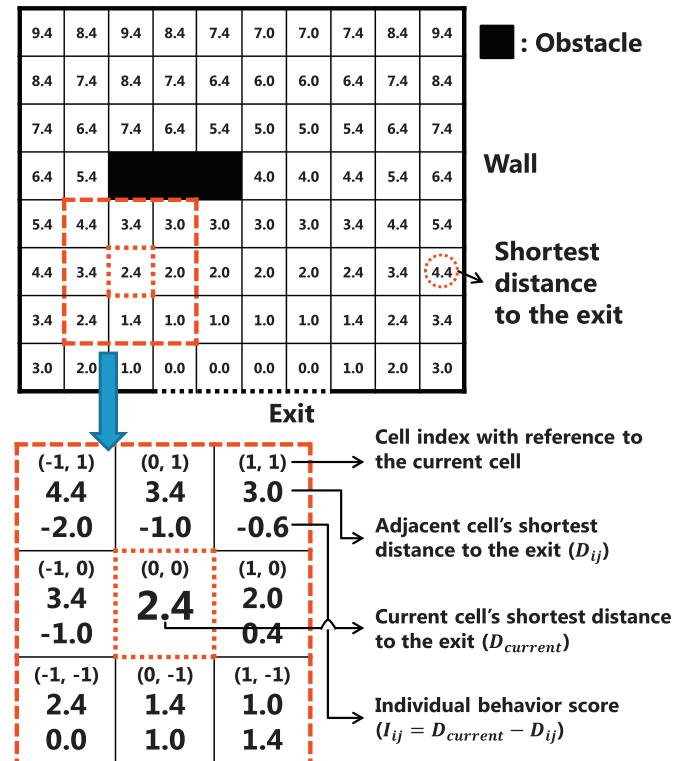 9.4 8.4 9.4 8.4 7.4 7.0 7.0 7.4 8.4 9.4
: Obstacle
8.4 7.4 8.4 7.4 6.4 6.0 6.0 6.4 7.4 8.4
7.4 6.4 7.4 6.4 5.4 5.0 5.0 5.4 6.4 7.4
6.4 5.4 4.0 4.0 4.4 5.4 6.4
Wall
5.4 4.4 3.4 3.0 3.0 3.0 3.0 3.4 4.4 5.4
4.4 3.4 2.4 2.0 2.0 2.0 2.0 2.4 3.4 4.4
Shortest
distance
to the exit
3.4 2.4 1.4 1.0 1.0 1.0 1.0 1.4 2.4 3.4
3.0 2.0 1.0 0.0 0.0 0.0 0.0 1.0 2.0 3.0
Exit
(-1, 1) (0, 1) (1, 1)
4.4 3.4 3.0
-2.0 -1.0 -0.6
(-1, 0) (0, 0) (1, 0)
3.4 2.4 2.0
-1.0 0.4
(-1, -1) (0, -1) (1, -1)
2.4 1.4 1.0
0.0 1.0 1.4
Cell index with reference to
the current cell
Adjacent cell's shortest
distance to the exit (D_ij)
Current cell's shortest distance
to the exit (D_current)
Individual behavior score
(I_ij = D_current − D_ij)